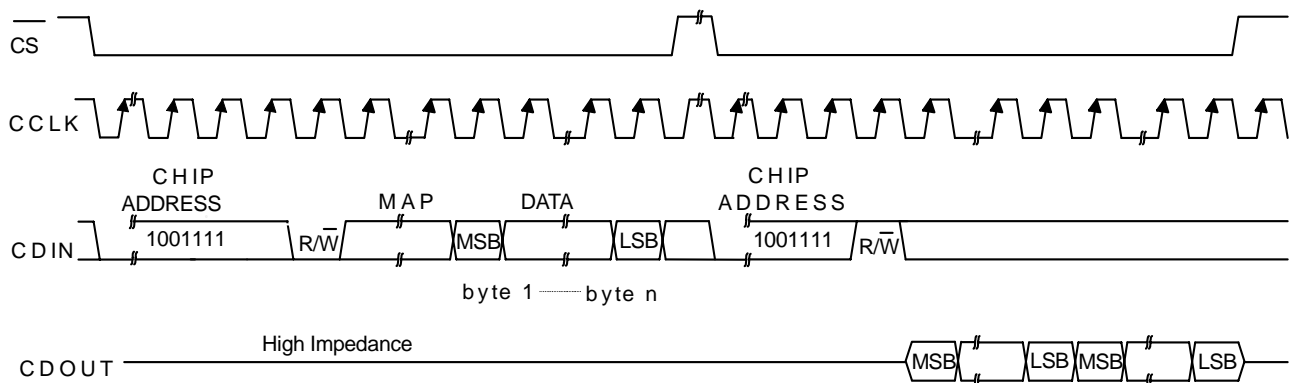 CS
CCLK
CHIP
ADDRESS
MAP
DATA
CHIP
ADDRESS
CDIN
1001111
R/W
MSB
LSB
1001111
R/W
byte 1
byte n
High Impedance
CDOUT
MSB
LSB
MSB
LSB